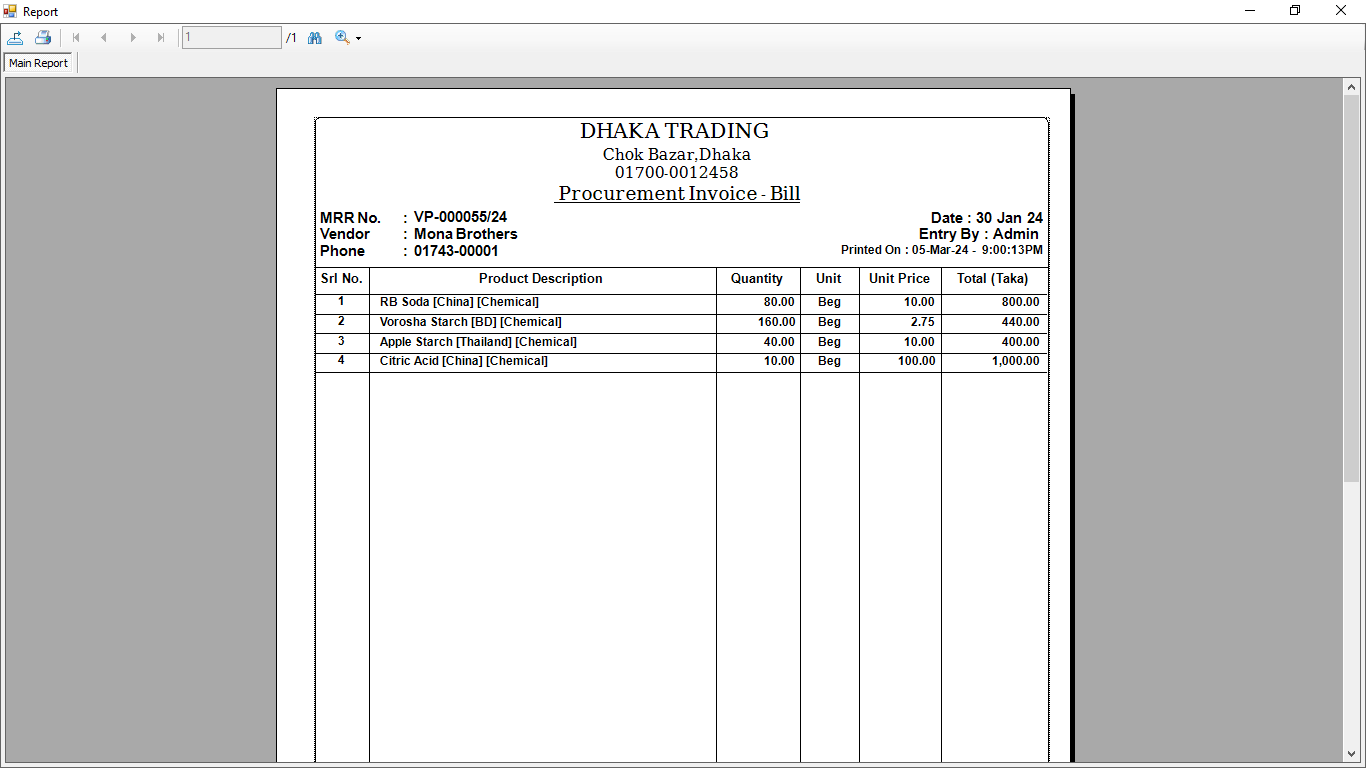 Report
1 /1
Main Report
DHAKA TRADING
Chok Bazar,Dhaka
01700-0012458
Procurement Invoice - Bill
MRR No. : VP-000055/24 Date : 30 Jan 24
Vendor : Mona Brothers Entry By : Admin
Phone : 01743-00001 Printed On : 05-Mar-24 - 9:00:13PM
Srl No. Product Description Quantity Unit Unit Price Total (Taka)
1 RB Soda [China] [Chemical] 80.00 Beg 10.00 800.00
2 Vorosha Starch [BD] [Chemical] 160.00 Beg 2.75 440.00
3 Apple Starch [Thailand] [Chemical] 40.00 Beg 10.00 400.00
4 Citric Acid [China] [Chemical] 10.00 Beg 100.00 1,000.00